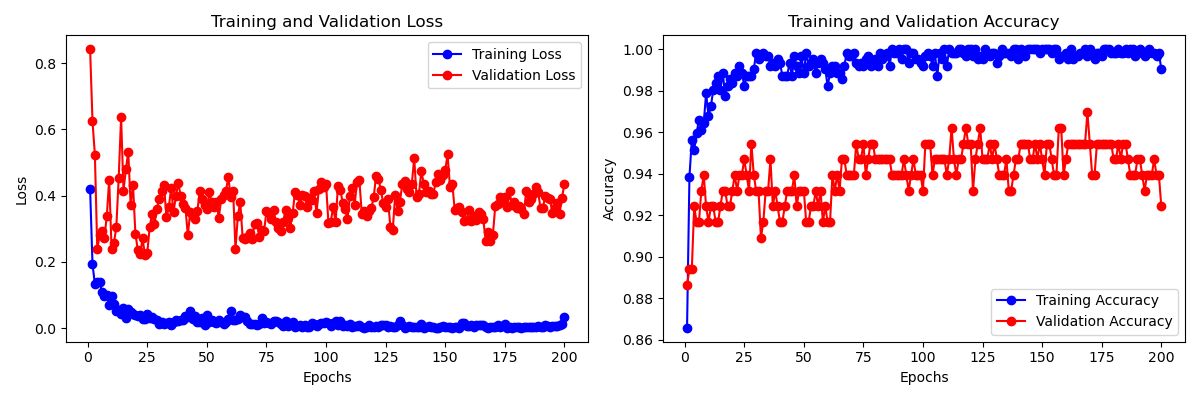 Training and Validation Loss
Training Loss
Validation Loss
Loss
0.8
0.6
0.4
0.2
0.0
0 25 50 75 100 125 150 175 200
Epochs
Training and Validation Accuracy
Accuracy
1.00
0.98
0.96
0.94
0.92
0.90
0.88
0.86
Training Accuracy
Validation Accuracy
0 25 50 75 100 125 150 175 200
Epochs